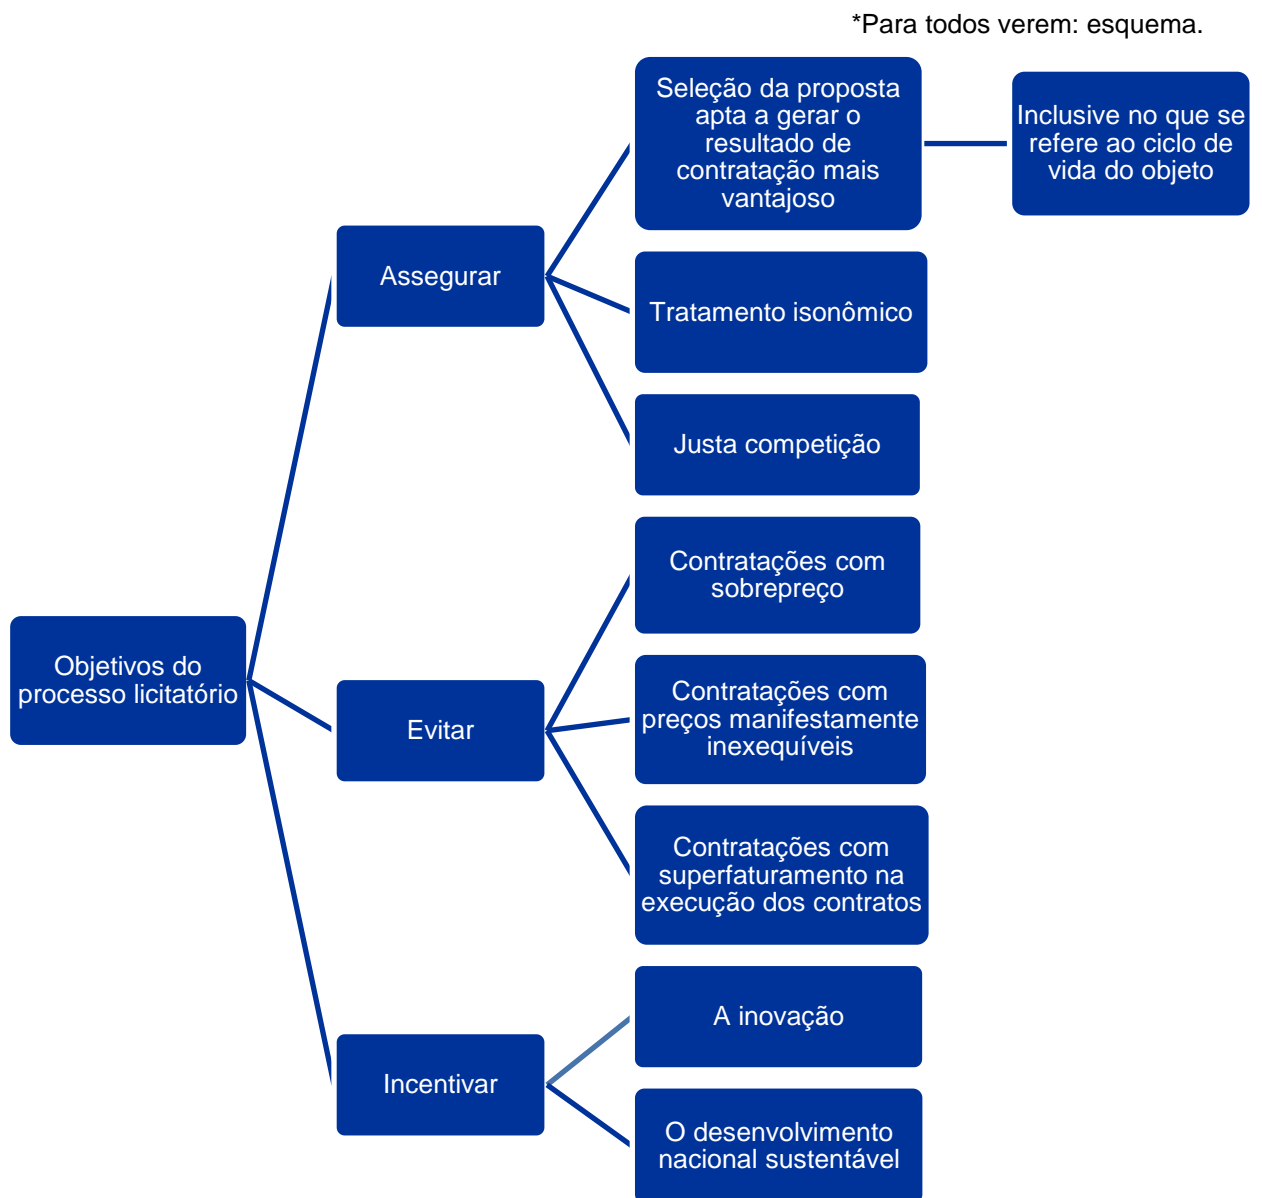 *Para todos verem: esquema.
Objetivos do
processo licitatório
Assegurar
Seleção da proposta
apta a gerar o
resultado de
contratação mais
vantajoso
Inclusive no que se
refere ao ciclo de
vida do objeto
Tratamento isonômico
Justa competição
Evitar
Contratações com
sobrepreço
Contratações com
preços manifestamente
inexequíveis
Contratações com
superfaturamento na
execução dos contratos
Incentivar
A inovação
O desenvolvimento
nacional sustentável